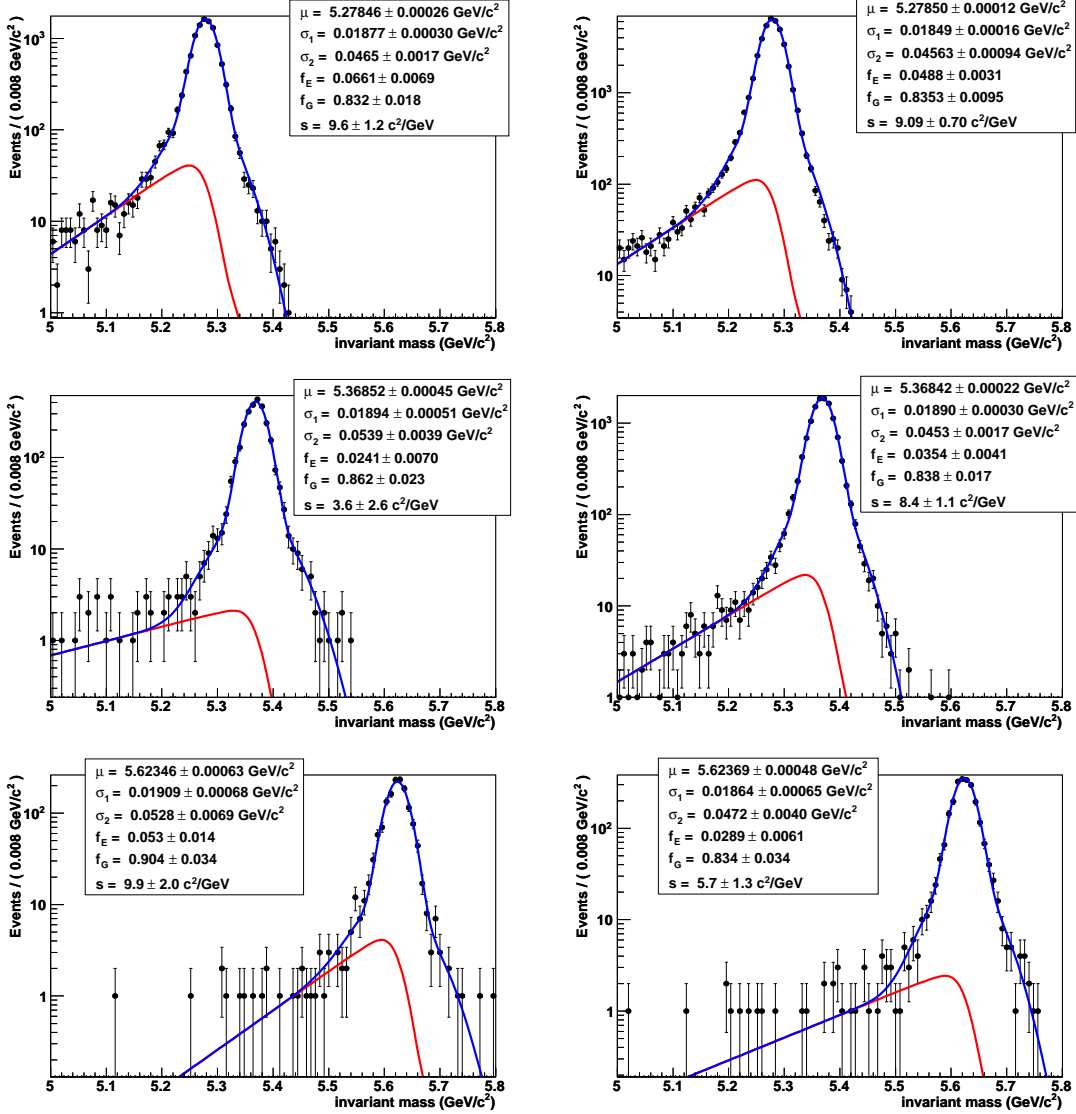 μ = 5.27846 ± 0.00026 GeV/c²
σ₁ = 0.01877 ± 0.00030 GeV/c²
σ₂ = 0.0465 ± 0.0017 GeV/c²
f_E = 0.0661 ± 0.0069
f_G = 0.832 ± 0.018
s = 9.6 ± 1.2 c²/GeV
Events / ( 0.008 GeV/c² )
10³
10²
10
1
5 5.1 5.2 5.3 5.4 5.5 5.6 5.7 5.8
invariant mass (GeV/c²)
μ = 5.27850 ± 0.00012 GeV/c²
σ₁ = 0.01849 ± 0.00016 GeV/c²
σ₂ = 0.04563 ± 0.00094 GeV/c²
f_E = 0.0488 ± 0.0031
f_G = 0.8353 ± 0.0095
s = 9.09 ± 0.70 c²/GeV
Events / ( 0.008 GeV/c² )
10³
10²
10
5 5.1 5.2 5.3 5.4 5.5 5.6 5.7 5.8
invariant mass (GeV/c²)
μ = 5.36852 ± 0.00045 GeV/c²
σ₁ = 0.01894 ± 0.00051 GeV/c²
σ₂ = 0.0539 ± 0.0039 GeV/c²
f_E = 0.0241 ± 0.0070
f_G = 0.862 ± 0.023
s = 3.6 ± 2.6 c²/GeV
Events / ( 0.008 GeV/c² )
10²
10
1
5 5.1 5.2 5.3 5.4 5.5 5.6 5.7 5.8
invariant mass (GeV/c²)
μ = 5.36842 ± 0.00022 GeV/c²
σ₁ = 0.01890 ± 0.00030 GeV/c²
σ₂ = 0.0453 ± 0.0017 GeV/c²
f_E = 0.0354 ± 0.0041
f_G = 0.838 ± 0.017
s = 8.4 ± 1.1 c²/GeV
Events / ( 0.008 GeV/c² )
10³
10²
10
1
5 5.1 5.2 5.3 5.4 5.5 5.6 5.7 5.8
invariant mass (GeV/c²)
μ = 5.62346 ± 0.00063 GeV/c²
σ₁ = 0.01909 ± 0.00068 GeV/c²
σ₂ = 0.0528 ± 0.0069 GeV/c²
f_E = 0.053 ± 0.014
f_G = 0.904 ± 0.034
s = 9.9 ± 2.0 c²/GeV
Events / ( 0.008 GeV/c² )
10²
10
1
5 5.1 5.2 5.3 5.4 5.5 5.6 5.7 5.8
invariant mass (GeV/c²)
μ = 5.62369 ± 0.00048 GeV/c²
σ₁ = 0.01864 ± 0.00065 GeV/c²
σ₂ = 0.0472 ± 0.0040 GeV/c²
f_E = 0.0289 ± 0.0061
f_G = 0.834 ± 0.034
s = 5.7 ± 1.3 c²/GeV
Events / ( 0.008 GeV/c² )
10²
10
1
5 5.1 5.2 5.3 5.4 5.5 5.6 5.7 5.8
invariant mass (GeV/c²)